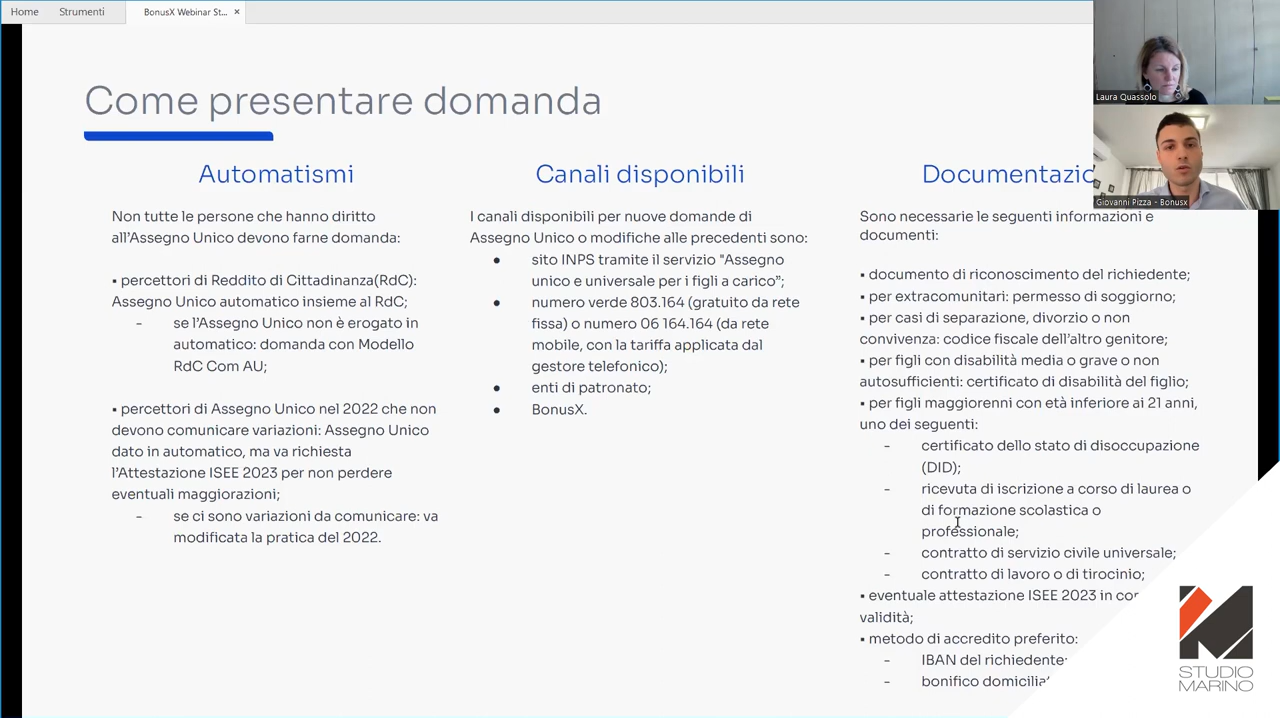 Home
Strumenti
BonusX Webinar St...
×
Laura Quassolo
Giovanni Pizza - Bonusx
Come presentare domanda
Automatismi
Non tutte le persone che hanno diritto
all'Assegno Unico devono farne domanda:
▪ percettori di Reddito di Cittadinanza(RdC):
Assegno Unico automatico insieme al RdC;
- se l'Assegno Unico non è erogato in
automatico: domanda con Modello
RdC Com AU;
▪ percettori di Assegno Unico nel 2022 che non
devono comunicare variazioni: Assegno Unico
dato in automatico, ma va richiesta
l'Attestazione ISEE 2023 per non perdere
eventuali maggiorazioni;
- se ci sono variazioni da comunicare: va
modificata la pratica del 2022.
Canali disponibili
I canali disponibili per nuove domande di
Assegno Unico o modifiche alle precedenti sono:
● sito INPS tramite il servizio "Assegno
unico e universale per i figli a carico”;
● numero verde 803.164 (gratuito da rete
fissa) o numero 06 164.164 (da rete
mobile, con la tariffa applicata dal
gestore telefonico);
● enti di patronato;
● BonusX.
Documentazio
Sono necessarie le seguenti informazioni e
documenti:
▪ documento di riconoscimento del richiedente;
▪ per extracomunitari: permesso di soggiorno;
▪ per casi di separazione, divorzio o non
convivenza: codice fiscale dell'altro genitore;
▪ per figli con disabilità media o grave o non
autosufficienti: certificato di disabilità del figlio;
▪ per figli maggiorenni con età inferiore ai 21 anni,
uno dei seguenti:
- certificato dello stato di disoccupazione
(DID);
- ricevuta di iscrizione a corso di laurea o
di formazione scolastica o
professionale;
- contratto di servizio civile universale;
- contratto di lavoro o di tirocinio;
▪ eventuale attestazione ISEE 2023 in
validità;
▪ metodo di accredito preferito:
- IBAN del richiedente;
- bonifico
STUDIO
MARINO